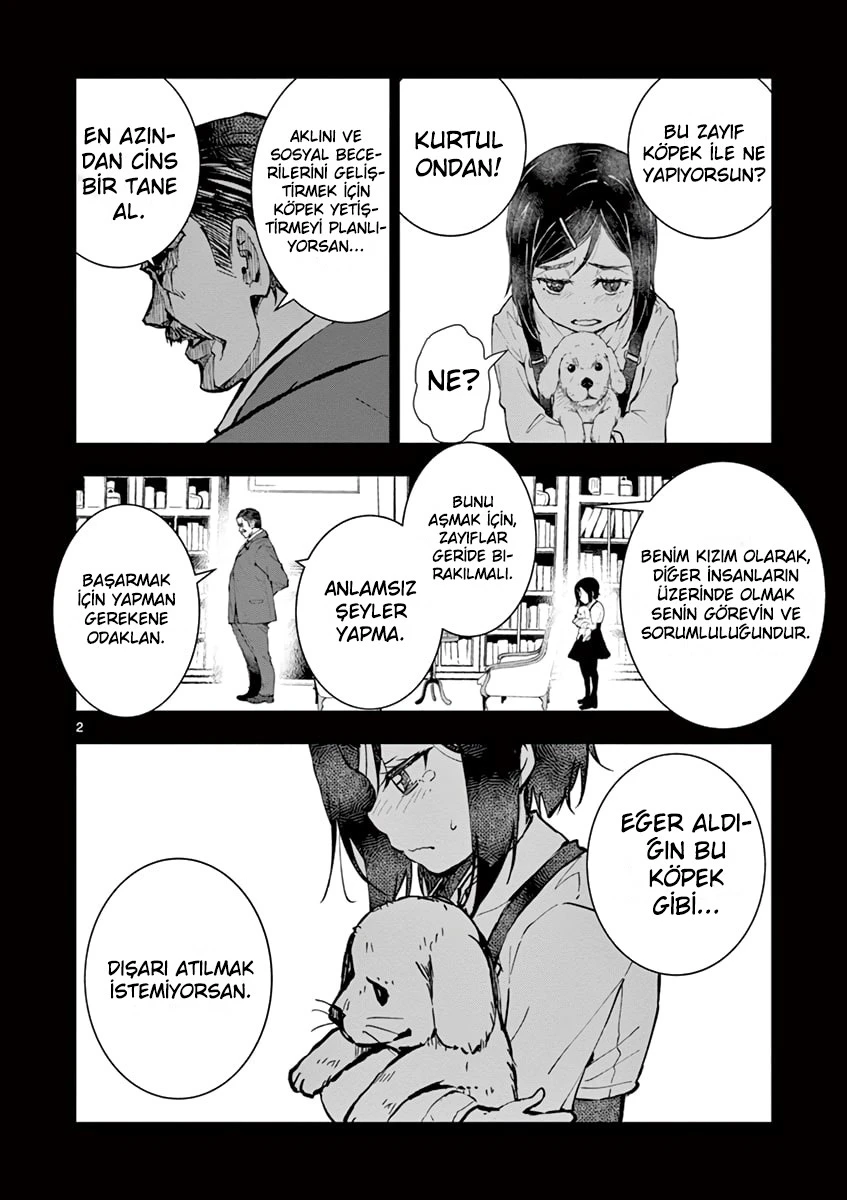 BU ZAYIF
KÖPEK İLE NE
YAPIYORSUN?
KURTUL
ONDAN!
NE?
AKLINI VE
SOSYAL BECE-
RİLERİNİ GELİŞ-
TİRMEK İÇİN
KÖPEK YETİŞ-
TİRMEYİ PLANLI-
YORSAN...
EN AZIN-
DAN CİNS
BİR TANE
AL.
BENİM KIZIM OLARAK,
DİĞER İNSANLARIN
ÜZERİNDE OLMAK
SENİN GÖREVİN VE
SORUMLULUĞUNDUR.
BUNU
AŞMAK İÇİN,
ZAYIFLAR
GERİDE BI-
RAKILMALI.
ANLAMSIZ
ŞEYLER
YAPMA.
BAŞARMAK
İÇİN YAPMAN
GEREKENE
ODAKLAN.
2
EĞER ALDI-
ĞIN BU
KÖPEK
GİBİ...
DIŞARI ATILMAK
İSTEMİYORSAN.